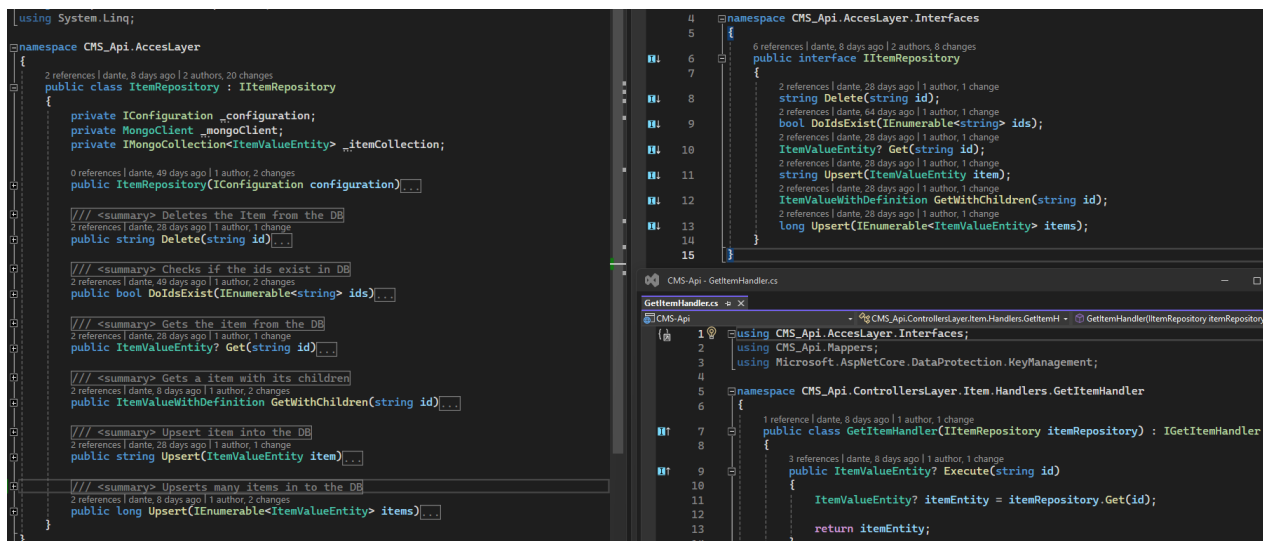 using System.Linq;
namespace CMS_Api.AccesLayer
{
2 references | dante, 8 days ago | 2 authors, 20 changes
public class ItemRepository : IItemRepository
{
private IConfiguration _configuration;
private MongoClient _mongoClient;
private IMongoCollection<ItemValueEntity> _itemCollection;
0 references | dante, 49 days ago | 1 author, 2 changes
public ItemRepository(IConfiguration configuration)...
/// <summary> Deletes the Item from the DB
2 references | dante, 28 days ago | 1 author, 1 change
public string Delete(string id)...
/// <summary> Checks if the ids exist in DB
2 references | dante, 49 days ago | 1 author, 2 changes
public bool DoIdsExist(IEnumerable<string> ids)...
/// <summary> Gets the item from the DB
2 references | dante, 28 days ago | 1 author, 1 change
public ItemValueEntity? Get(string id)...
/// <summary> Gets a item with its children
2 references | dante, 8 days ago | 1 author, 2 changes
public ItemValueWithDefinition GetWithChildren(string id)...
/// <summary> Upsert item into the DB
2 references | dante, 28 days ago | 1 author, 1 change
public string Upsert(ItemValueEntity item)...
/// <summary> Upserts many items in to the DB
2 references | dante, 8 days ago | 1 author, 2 changes
public long Upsert(IEnumerable<ItemValueEntity> items)...
}
}
4 namespace CMS_Api.AccesLayer.Interfaces
5 {
6 references | dante, 8 days ago | 2 authors, 8 changes
6 public interface IItemRepository
7 {
2 references | dante, 28 days ago | 1 author, 1 change
8 string Delete(string id);
2 references | dante, 64 days ago | 1 author, 1 change
9 bool DoIdsExist(IEnumerable<string> ids);
2 references | dante, 28 days ago | 1 author, 1 change
10 ItemValueEntity? Get(string id);
2 references | dante, 28 days ago | 1 author, 1 change
11 string Upsert(ItemValueEntity item);
2 references | dante, 28 days ago | 1 author, 1 change
12 ItemValueWithDefinition GetWithChildren(string id);
2 references | dante, 28 days ago | 1 author, 1 change
13 long Upsert(IEnumerable<ItemValueEntity> items);
14 }
15 }
CMS-Api - GetItemHandler.cs
GetItemHandler.cs
CMS-Api CMS_Api.ControllersLayer.Item.Handlers.GetItemH GetItemHandler(IItemRepository itemRepository
1 using CMS_Api.AccesLayer.Interfaces;
2 using CMS_Api.Mappers;
3 using Microsoft.AspNetCore.DataProtection.KeyManagement;
4
5 namespace CMS_Api.ControllersLayer.Item.Handlers.GetItemHandler
6 {
1 reference | dante, 8 days ago | 1 author, 1 change
7 public class GetItemHandler(IItemRepository itemRepository) : IGetItemHandler
8 {
3 references | dante, 8 days ago | 1 author, 1 change
9 public ItemValueEntity? Execute(string id)
10 {
11 ItemValueEntity? itemEntity = itemRepository.Get(id);
12
13 return itemEntity;